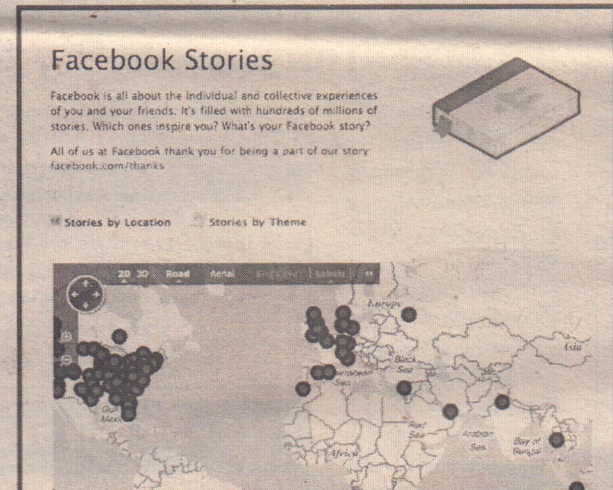 Facebook Stories
Facebook is all about the individual and collective experiences
of you and your friends. It's filled with hundreds of millions of
stories. Which ones inspire you? What's your Facebook story?
All of us at Facebook thank you for being a part of our story
facebook.com/thanks
Stories by Location Stories by Theme
2D 3D Road Aerial Labels «
Europe
Asia
Black
Sea
Sea
Gul
Mexi
Red
Sea
Arabian
Sea
Bay of
Bengal
Africa